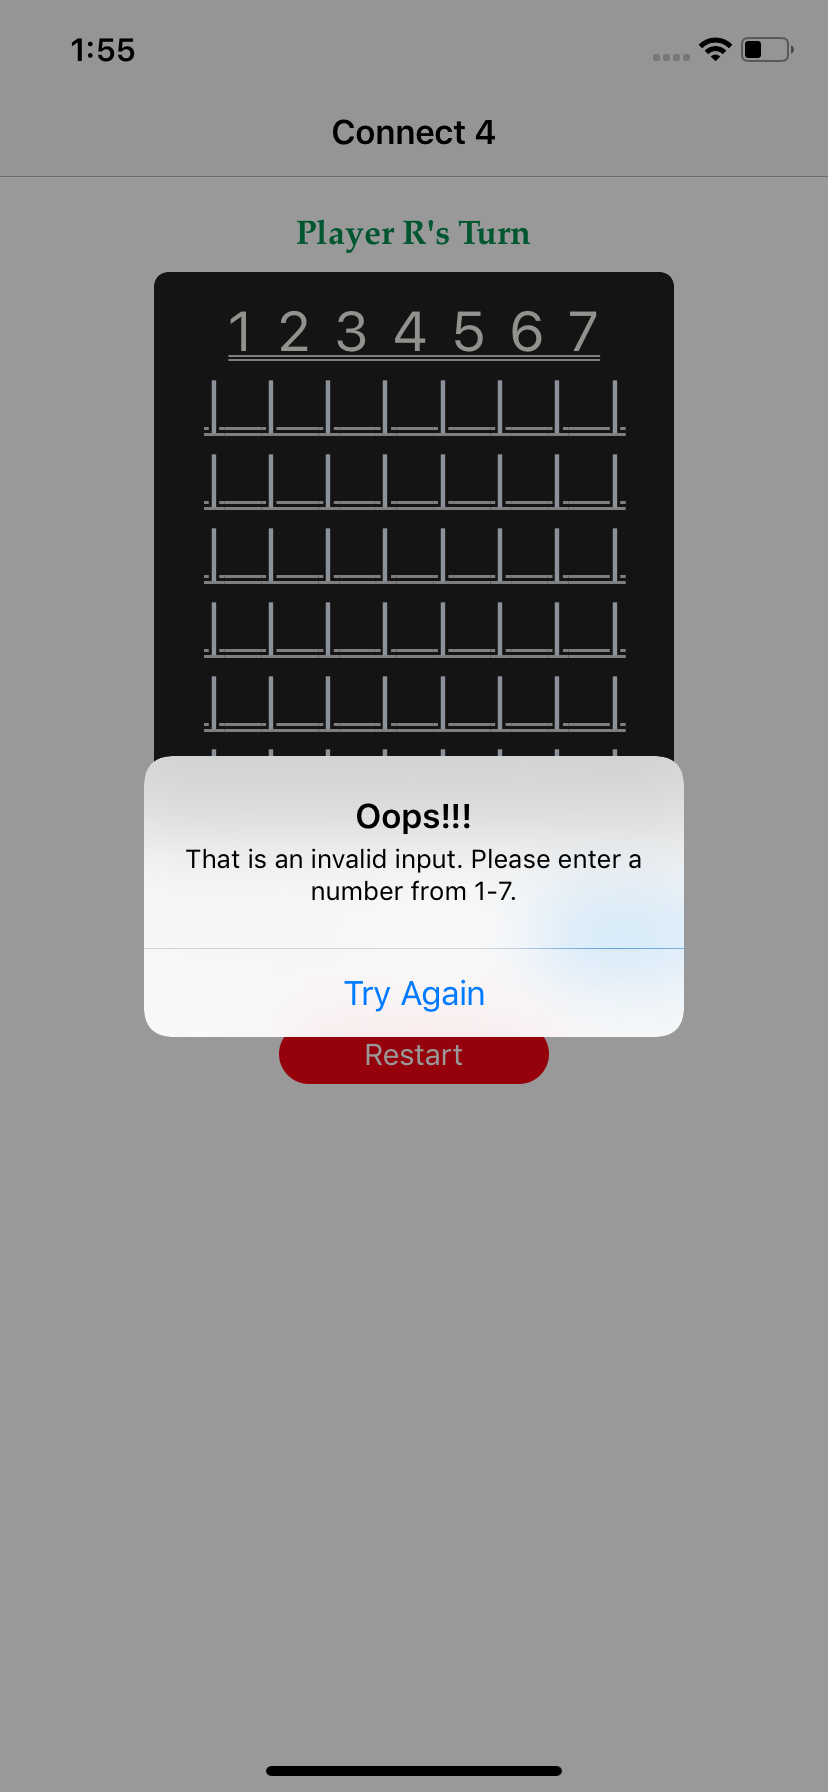 1:55
Connect 4
Player R's Turn
1 2 3 4 5 6 7
Oops!!!
That is an invalid input. Please enter a
number from 1-7.
Try Again
Restart